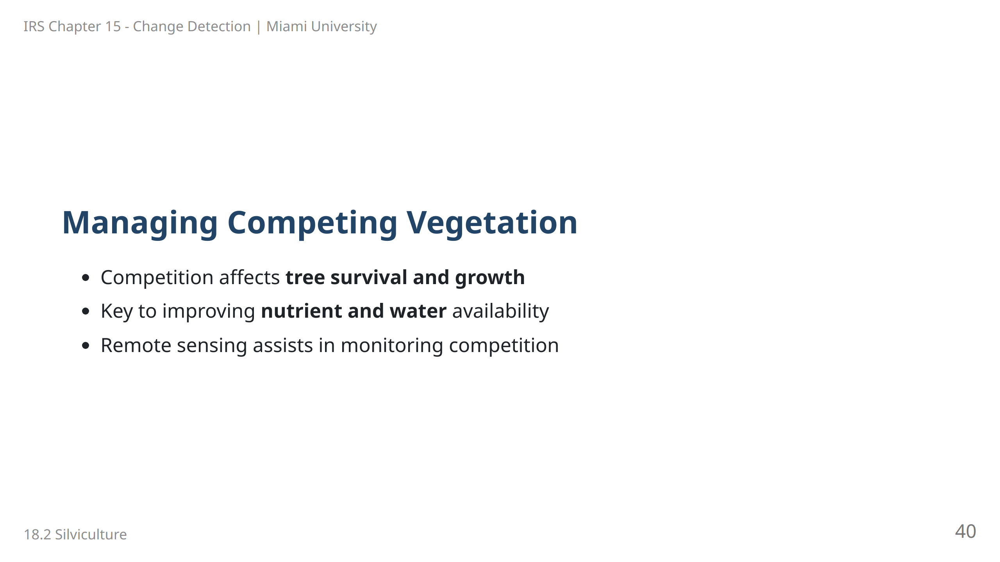 IRS Chapter 15 - Change Detection | Miami University
Managing Competing Vegetation
• Competition affects tree survival and growth
• Key to improving nutrient and water availability
• Remote sensing assists in monitoring competition
18.2 Silviculture
40